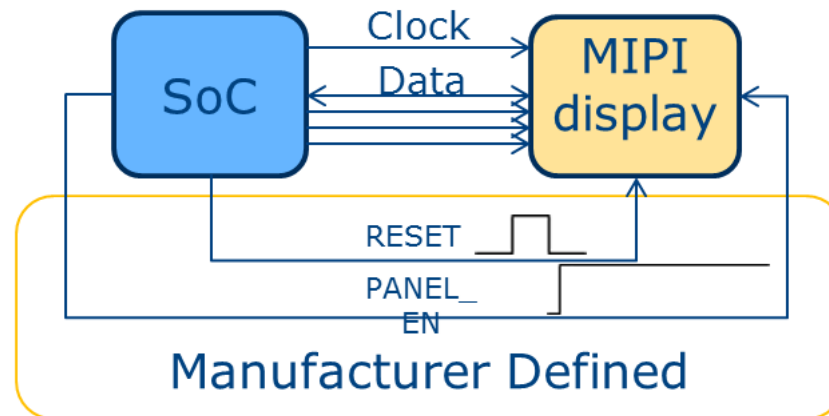 Clock
SoC
Data
MIPI
display
RESET
PANEL_
EN
Manufacturer Defined